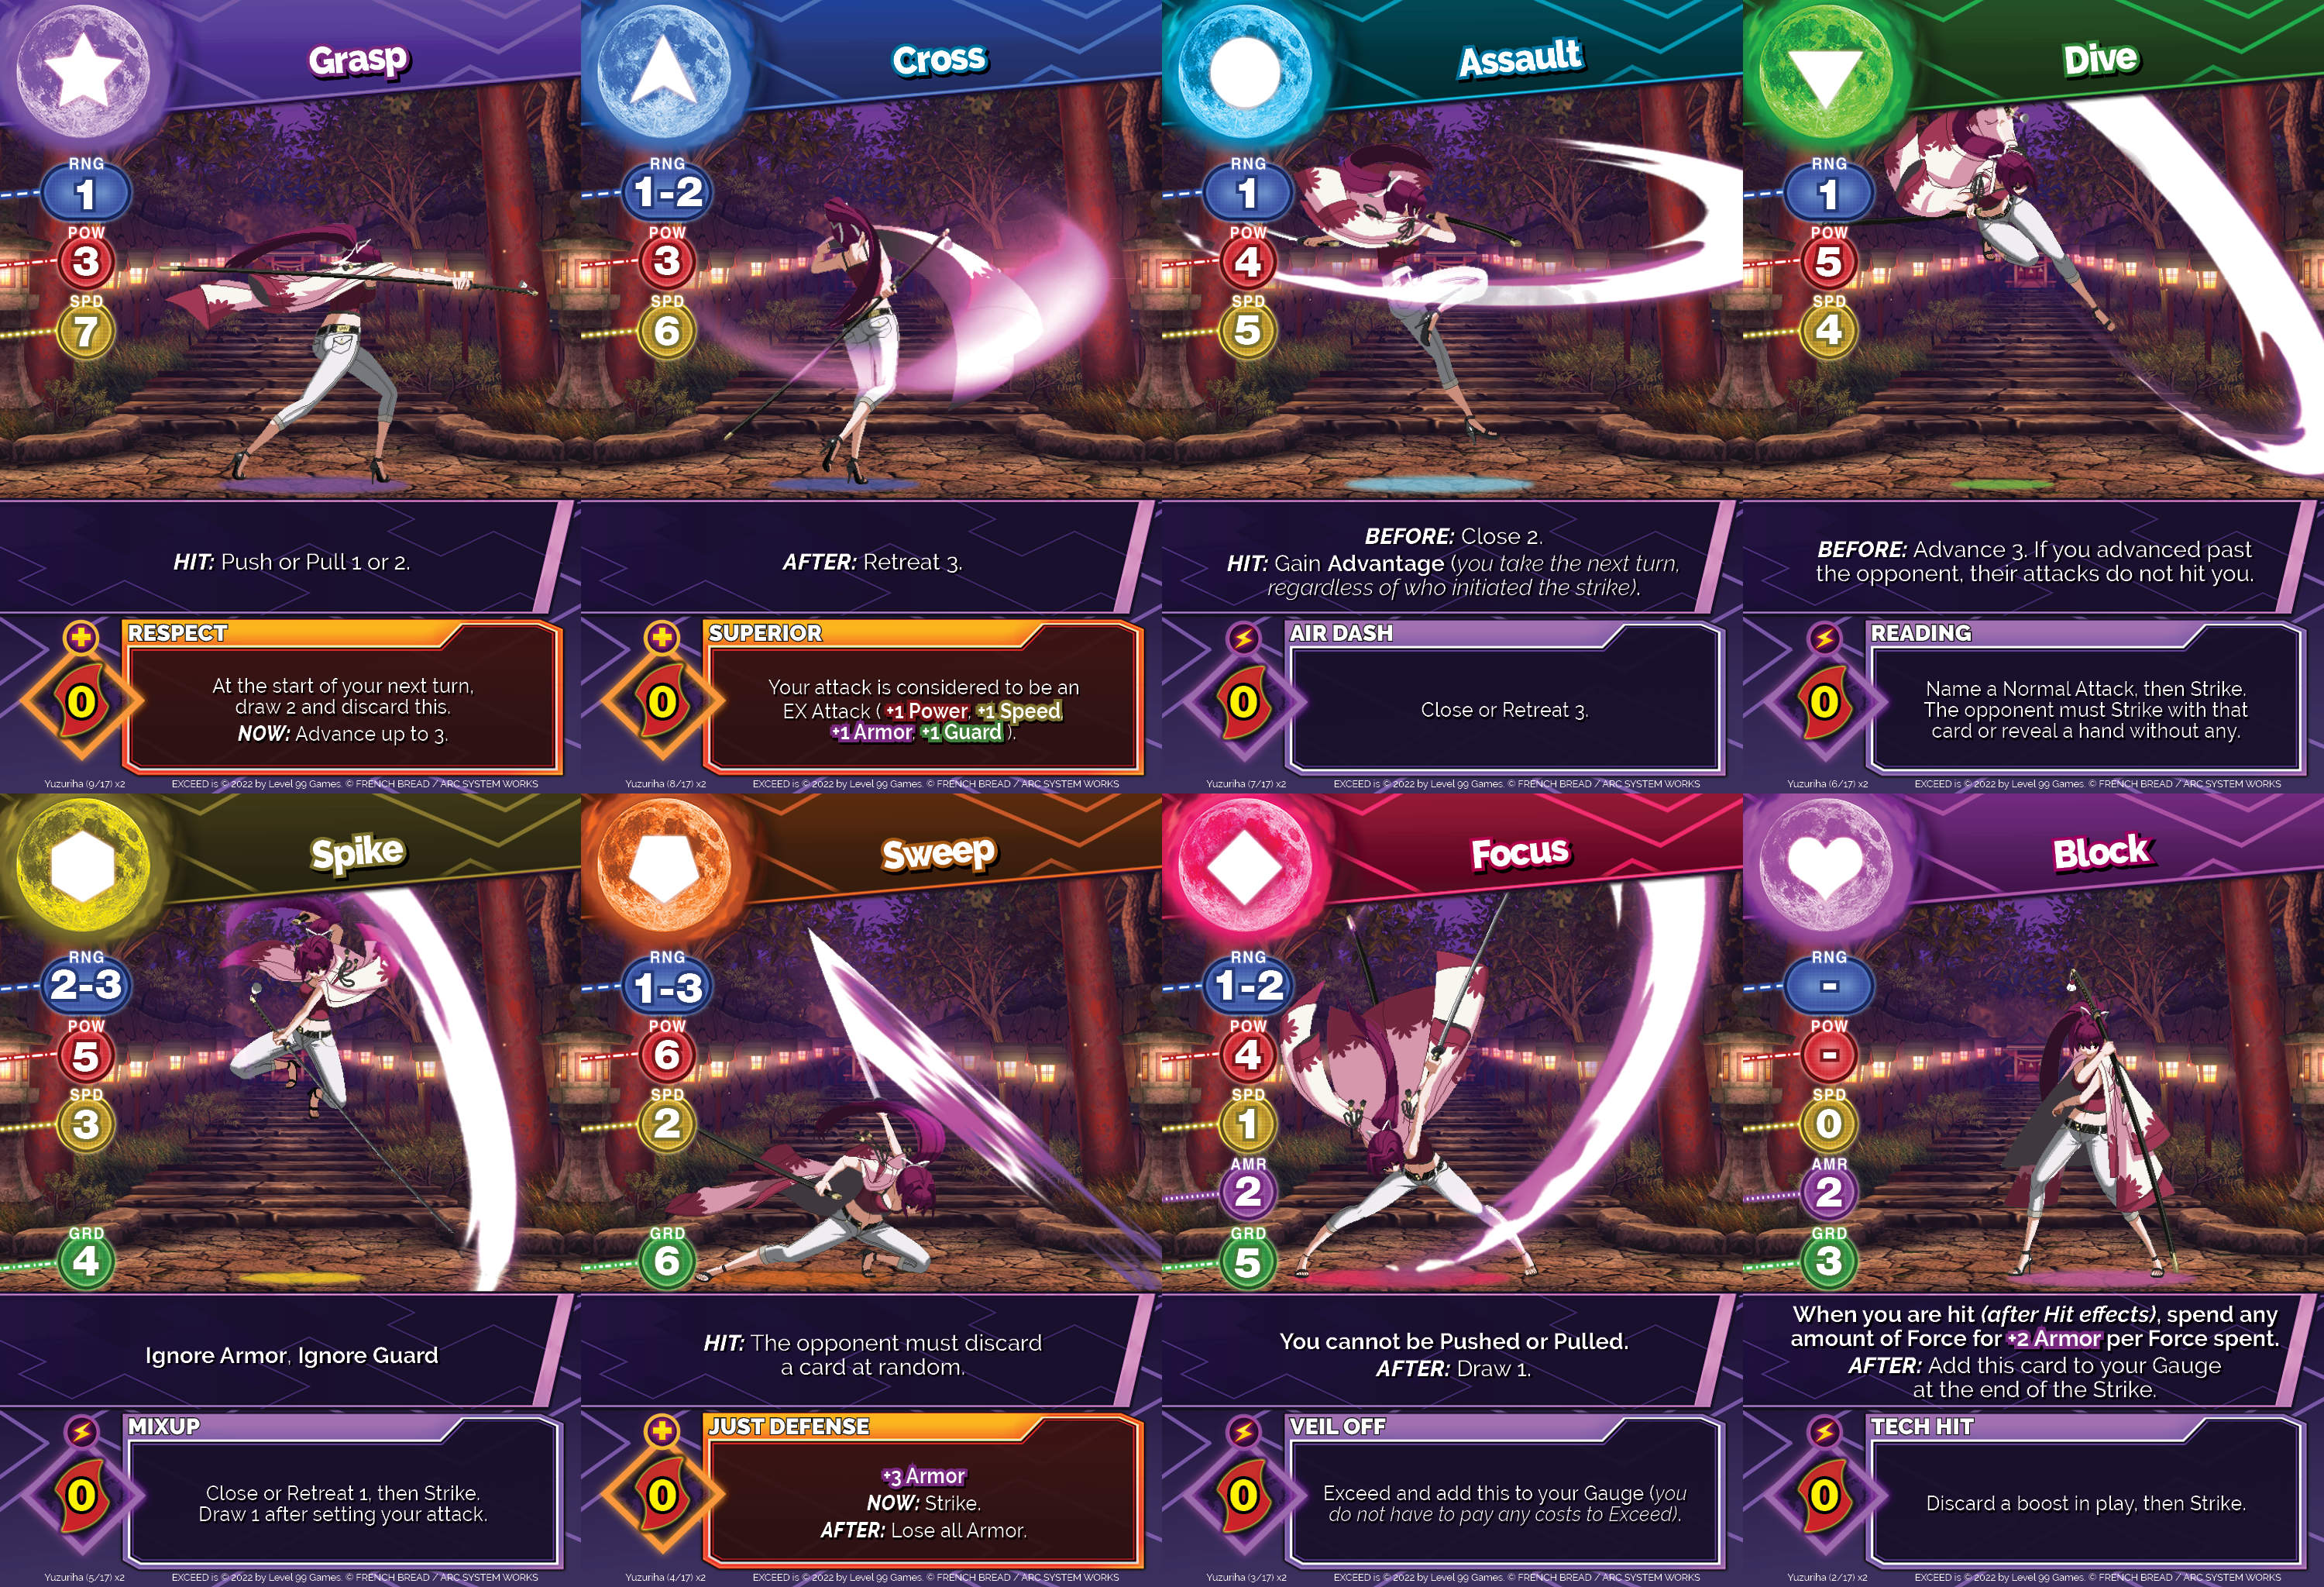 Grasp
RNG
1
POW
3
SPD
7
HIT: Push or Pull 1 or 2.
RESPECT
0
At the start of your next turn,
draw 2 and discard this.
NOW: Advance up to 3.
Yuzuriha (9/17) x2
EXCEED is © 2022 by Level 99 Games. © FRENCH BREAD / ARC SYSTEM WORKS
Cross
RNG
1-2
POW
3
SPD
6
AFTER: Retreat 3.
SUPERIOR
0
Your attack is considered to be an
EX Attack ( +1 Power, +1 Speed
+1 Armor, +1 Guard ).
Yuzuriha (8/17) x2
EXCEED is © 2022 by Level 99 Games. © FRENCH BREAD / ARC SYSTEM WORKS
Assault
RNG
1
POW
4
SPD
5
BEFORE: Close 2.
HIT: Gain Advantage (you take the next turn,
regardless of who initiated the strike).
AIR DASH
0
Close or Retreat 3.
Yuzuriha (7/17) x2
EXCEED is © 2022 by Level 99 Games. © FRENCH BREAD / ARC SYSTEM WORKS
Dive
RNG
1
POW
5
SPD
4
BEFORE: Advance 3. If you advanced past
the opponent, their attacks do not hit you.
READING
0
Name a Normal Attack, then Strike.
The opponent must Strike with that
card or reveal a hand without any.
Yuzuriha (6/17) x2
EXCEED is © 2022 by Level 99 Games. © FRENCH BREAD / ARC SYSTEM WORKS
Spike
RNG
2-3
POW
5
SPD
3
GRD
4
Ignore Armor, Ignore Guard
MIXUP
0
Close or Retreat 1, then Strike.
Draw 1 after setting your attack.
Yuzuriha (5/17) x2
EXCEED is © 2022 by Level 99 Games. © FRENCH BREAD / ARC SYSTEM WORKS
Sweep
RNG
1-3
POW
6
SPD
2
GRD
6
HIT: The opponent must discard
a card at random.
JUST DEFENSE
0
+3 Armor
NOW: Strike.
AFTER: Lose all Armor.
Yuzuriha (4/17) x2
EXCEED is © 2022 by Level 99 Games. © FRENCH BREAD / ARC SYSTEM WORKS
Focus
RNG
1-2
POW
4
SPD
1
AMR
2
GRD
5
You cannot be Pushed or Pulled.
AFTER: Draw 1.
VEIL OFF
0
Exceed and add this to your Gauge (you
do not have to pay any costs to Exceed).
Yuzuriha (3/17) x2
EXCEED is © 2022 by Level 99 Games. © FRENCH BREAD / ARC SYSTEM WORKS
Block
RNG
-
POW
-
SPD
0
AMR
2
GRD
3
When you are hit (after Hit effects), spend any
amount of Force for +2 Armor per Force spent.
AFTER: Add this card to your Gauge
at the end of the Strike.
TECH HIT
0
Discard a boost in play, then Strike.
Yuzuriha (2/17) x2
EXCEED is © 2022 by Level 99 Games. © FRENCH BREAD / ARC SYSTEM WORKS